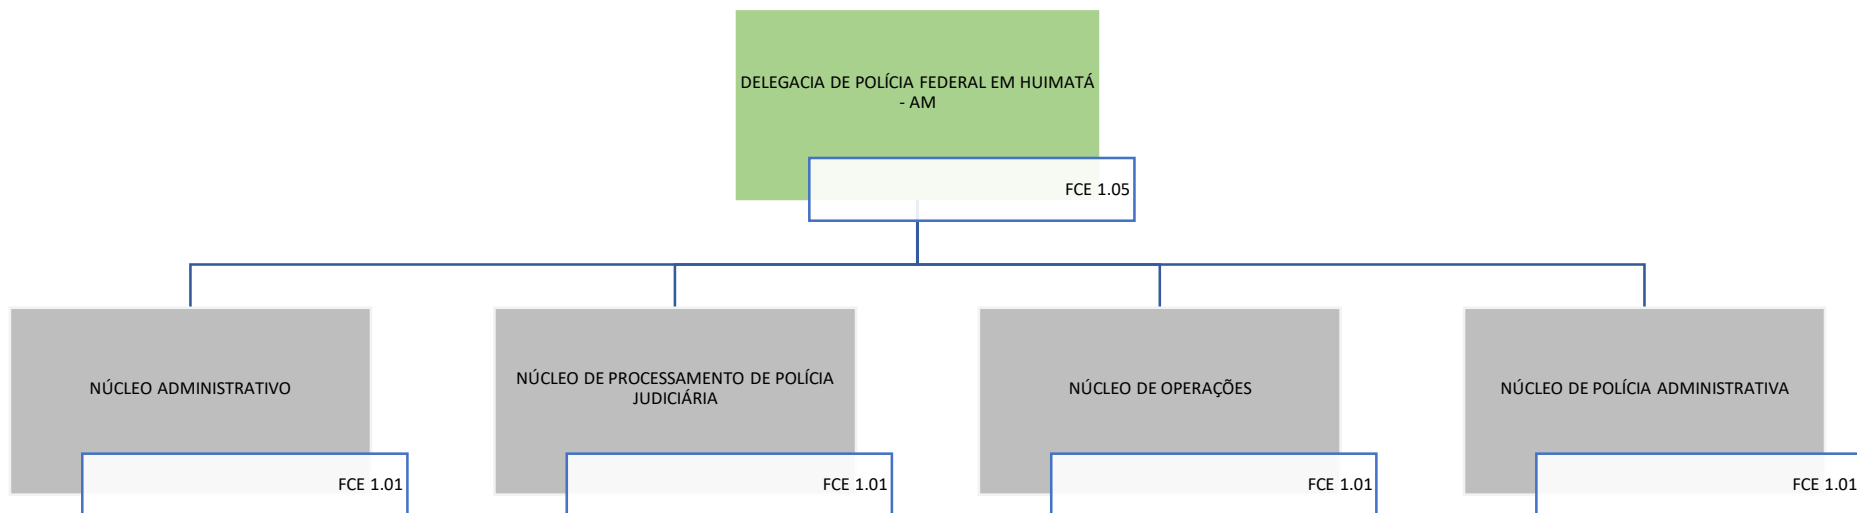 DELEGACIA DE POLÍCIA FEDERAL EM HUIMATÁ
- AM
FCE 1.05
NÚCLEO ADMINISTRATIVO
FCE 1.01
NÚCLEO DE PROCESSAMENTO DE POLÍCIA
JUDICIÁRIA
FCE 1.01
NÚCLEO DE OPERAÇÕES
FCE 1.01
NÚCLEO DE POLÍCIA ADMINISTRATIVA
FCE 1.01